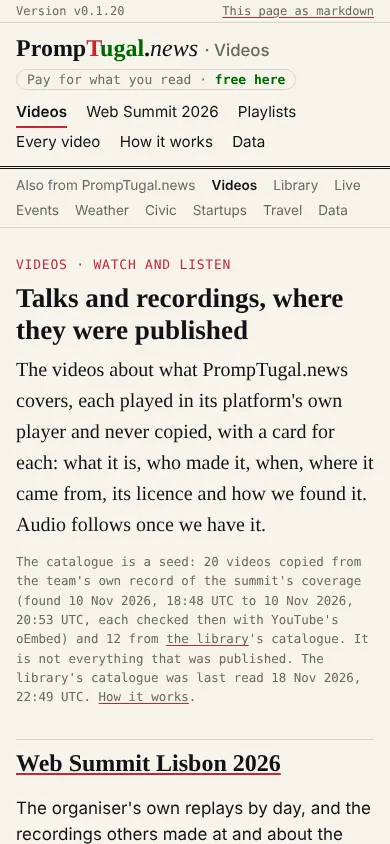 Version v0.1.20
This page as markdown
PrompTugal.news · Videos
Pay for what you read · free here
Videos Web Summit 2026 Playlists
Every video How it works Data
Also from PrompTugal.news Videos Library Live
Events Weather Civic Startups Travel Data
VIDEOS · WATCH AND LISTEN
Talks and recordings, where
they were published
The videos about what PrompTugal.news
covers, each played in its platform's own
player and never copied, with a card for
each: what it is, who made it, when, where it
came from, its licence and how we found it.
Audio follows once we have it.
The catalogue is a seed: 20 videos copied from
the team's own record of the summit's coverage
(found 10 Nov 2026, 18:48 UTC to 10 Nov 2026,
20:53 UTC, each checked then with YouTube's
oEmbed) and 12 from the library's catalogue. It
is not everything that was published. The
library's catalogue was last read 18 Nov 2026,
22:49 UTC. How it works.
Web Summit Lisbon 2026
The organiser's own replays by day, and the
recordings others made at and about the